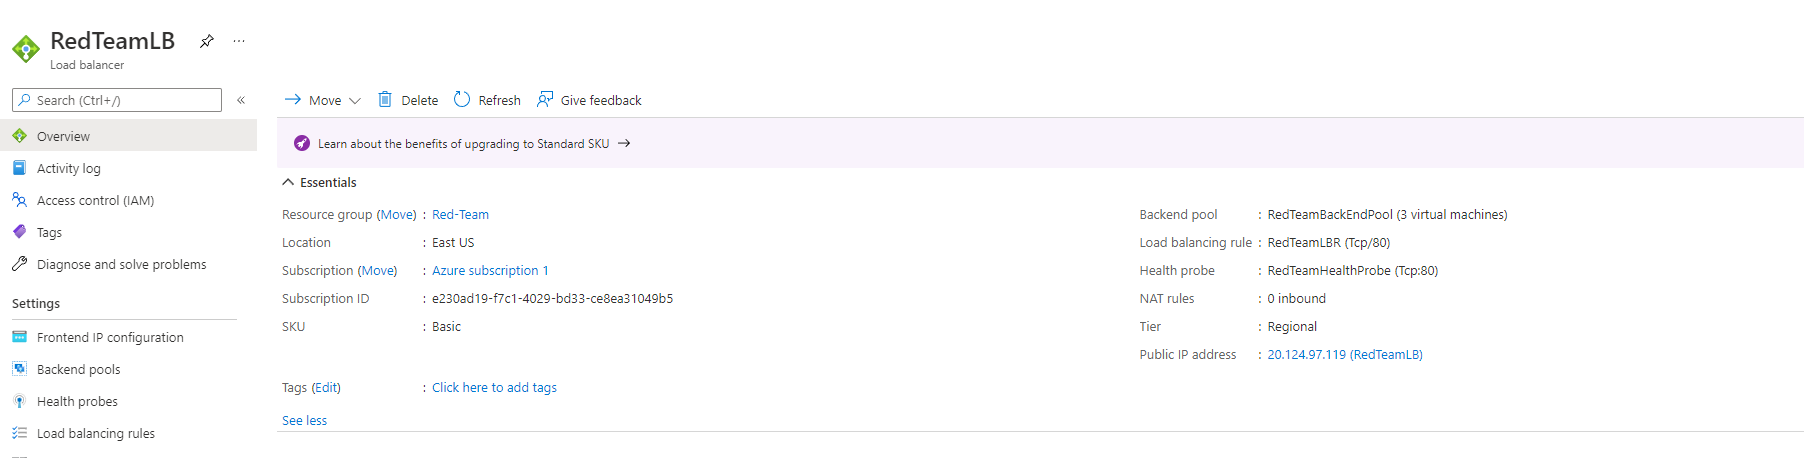 RedTeamLB
Load balancer
Search (Ctrl+/)
Overview
Activity log
Access control (IAM)
Tags
Diagnose and solve problems
Settings
Frontend IP configuration
Backend pools
Health probes
Load balancing rules
Move
Delete
Refresh
Give feedback
Learn about the benefits of upgrading to Standard SKU
Essentials
Resource group (Move) : Red-Team
Location : East US
Subscription (Move) : Azure subscription 1
Subscription ID : e230ad19-f7c1-4029-bd33-ce8ea31049b5
SKU : Basic
Tags (Edit) : Click here to add tags
See less
Backend pool : RedTeamBackEndPool (3 virtual machines)
Load balancing rule : RedTeamLBR (Tcp/80)
Health probe : RedTeamHealthProbe (Tcp:80)
NAT rules : 0 inbound
Tier : Regional
Public IP address : 20.124.97.119 (RedTeamLB)